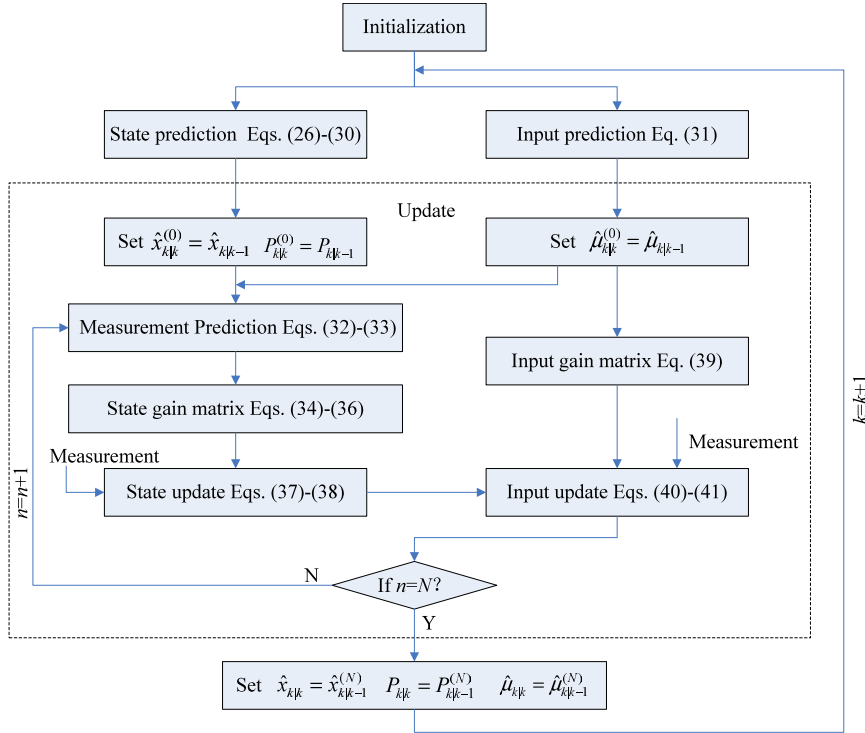 Initialization
State prediction Eqs. (26)-(30)
Input prediction Eq. (31)
Update
Set x̂_{k|k}^{(0)} = x̂_{k|k-1} P_{k|k}^{(0)} = P_{k|k-1}
Set μ̂_{k|k}^{(0)} = μ̂_{k|k-1}
Measurement Prediction Eqs. (32)-(33)
Input gain matrix Eq. (39)
State gain matrix Eqs. (34)-(36)
k=k+1
Measurement
Measurement
n=n+1
State update Eqs. (37)-(38)
Input update Eqs. (40)-(41)
N
If n=N?
Y
Set x̂_{k|k} = x̂_{k|k-1}^{(N)} P_{k|k} = P_{k|k-1}^{(N)} μ̂_{k|k} = μ̂_{k|k-1}^{(N)}